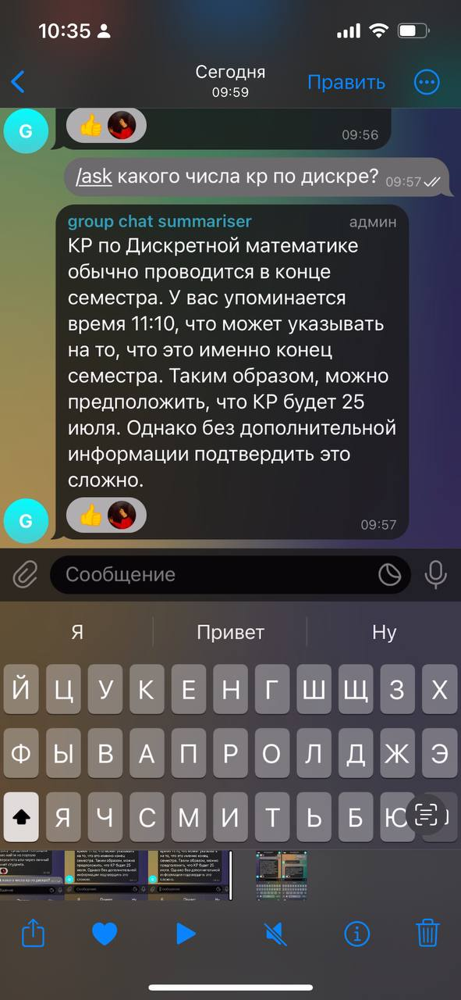 10:35
Сегодня
09:59
Править
G
09:56
/ask какого числа кр по дискре? 09:57
group chat summariser админ
КР по Дискретной математике
обычно проводится в конце
семестра. У вас упоминается
время 11:10, что может указывать
на то, что это именно конец
семестра. Таким образом, можно
предположить, что КР будет 25
июля. Однако без дополнительной
информации подтвердить это
сложно.
G
09:57
Сообщение
Я Привет Ну
Й Ц У К Е Н Г Ш Щ З Х
Ф Ы В А П Р О Л Д Ж Э
Я Ч С М И Т Ь Б Ю